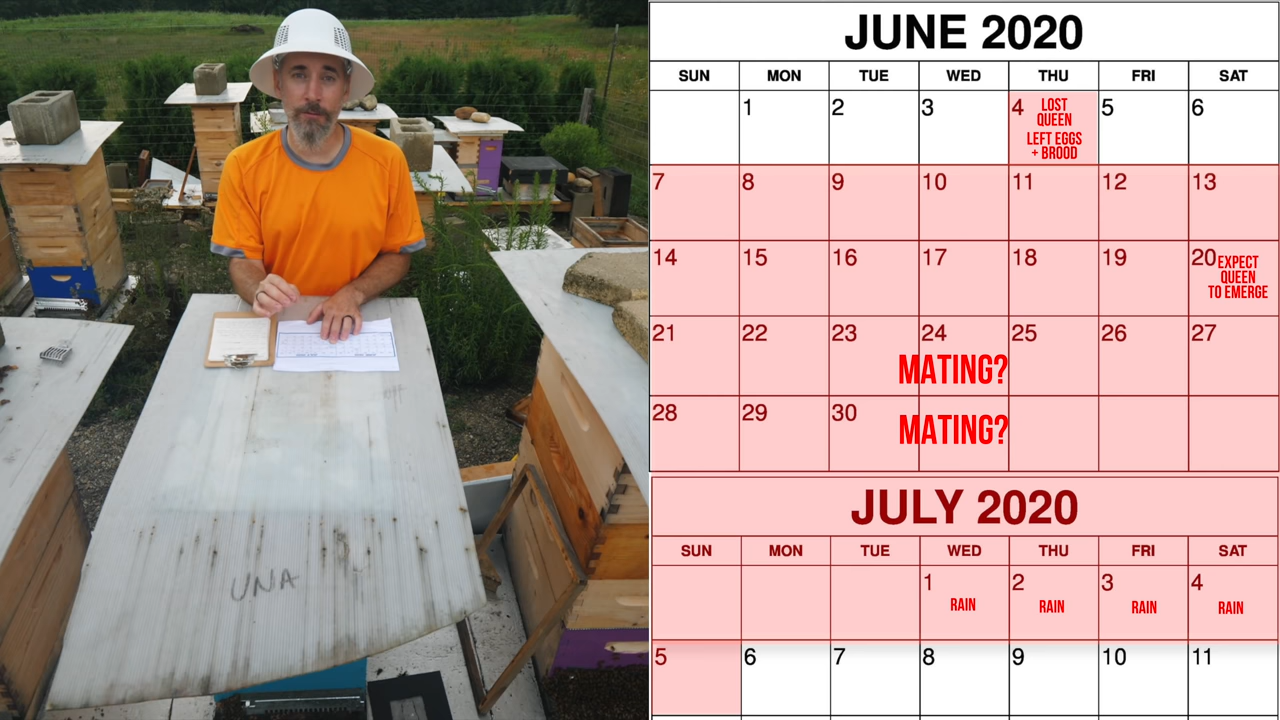 UNA
JUNE 2020
SUN MON TUE WED THU FRI SAT
1 2 3 4 5 6
LOST
QUEEN
LEFT EGGS
+ BROOD
7 8 9 10 11 12 13
14 15 16 17 18 19 20
EXPECT
QUEEN
TO EMERGE
21 22 23 24 25 26 27
MATING?
28 29 30
MATING?
JULY 2020
SUN MON TUE WED THU FRI SAT
1 2 3 4
RAIN RAIN RAIN RAIN
5 6 7 8 9 10 11